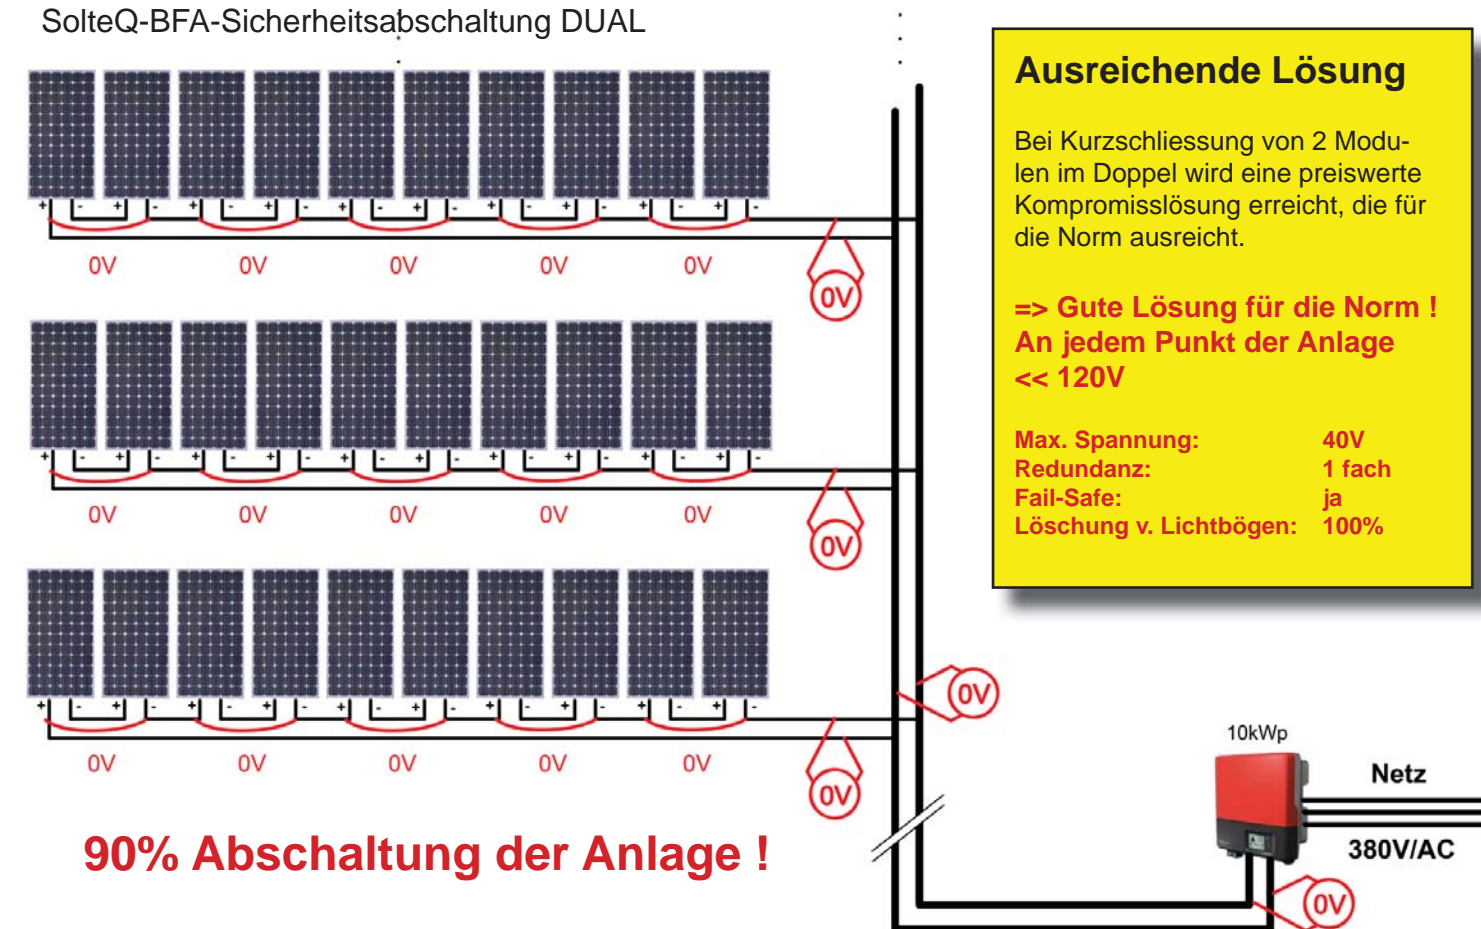 SolteQ-BFA-Sicherheitsabschaltung DUAL
+ - + - + - + - + - + - + - + - + - + -
0V 0V 0V 0V 0V
0V
+ - + - + - + - + - + - + - + - + - + -
0V 0V 0V 0V 0V
0V
+ - + - + - + - + - + - + - + - + - + -
0V 0V 0V 0V 0V
0V
90% Abschaltung der Anlage !
Ausreichende Lösung
Bei Kurzschliessung von 2 Modu-
len im Doppel wird eine preiswerte
Kompromisslösung erreicht, die für
die Norm ausreicht.
=> Gute Lösung für die Norm !
An jedem Punkt der Anlage
<< 120V
Max. Spannung: 40V
Redundanz: 1 fach
Fail-Safe: ja
Löschung v. Lichtbögen: 100%
0V
10kWp
Netz
380V/AC
0V